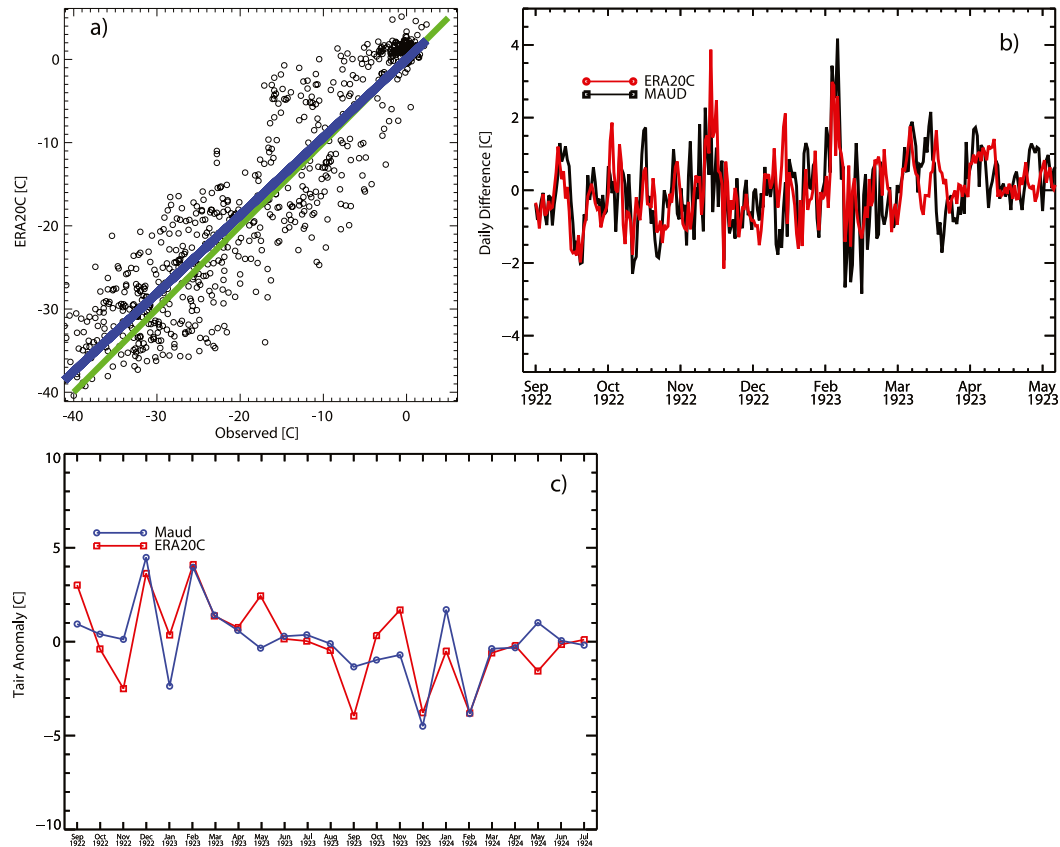 a)
0
-10
-20
-30
-40
ERA20C [C]
-40 -30 -20 -10 0
Observed [C]
b)
ERA20C
MAUD
4
2
0
-2
-4
Daily Difference [C]
Sep Oct Nov Dec Feb Mar Apr May
1922 1922 1922 1922 1923 1923 1923 1923
c)
Maud
ERA20C
10
5
0
-5
-10
Tair Anomaly [C]
Sep Oct Nov Dec Jan Feb Mar Apr May Jun Jul Aug Sep Oct Nov Dec Jan Feb Mar Apr May Jun Jul
1922 1922 1922 1922 1923 1923 1923 1923 1923 1923 1923 1923 1923 1923 1923 1923 1924 1924 1924 1924 1924 1924 1924